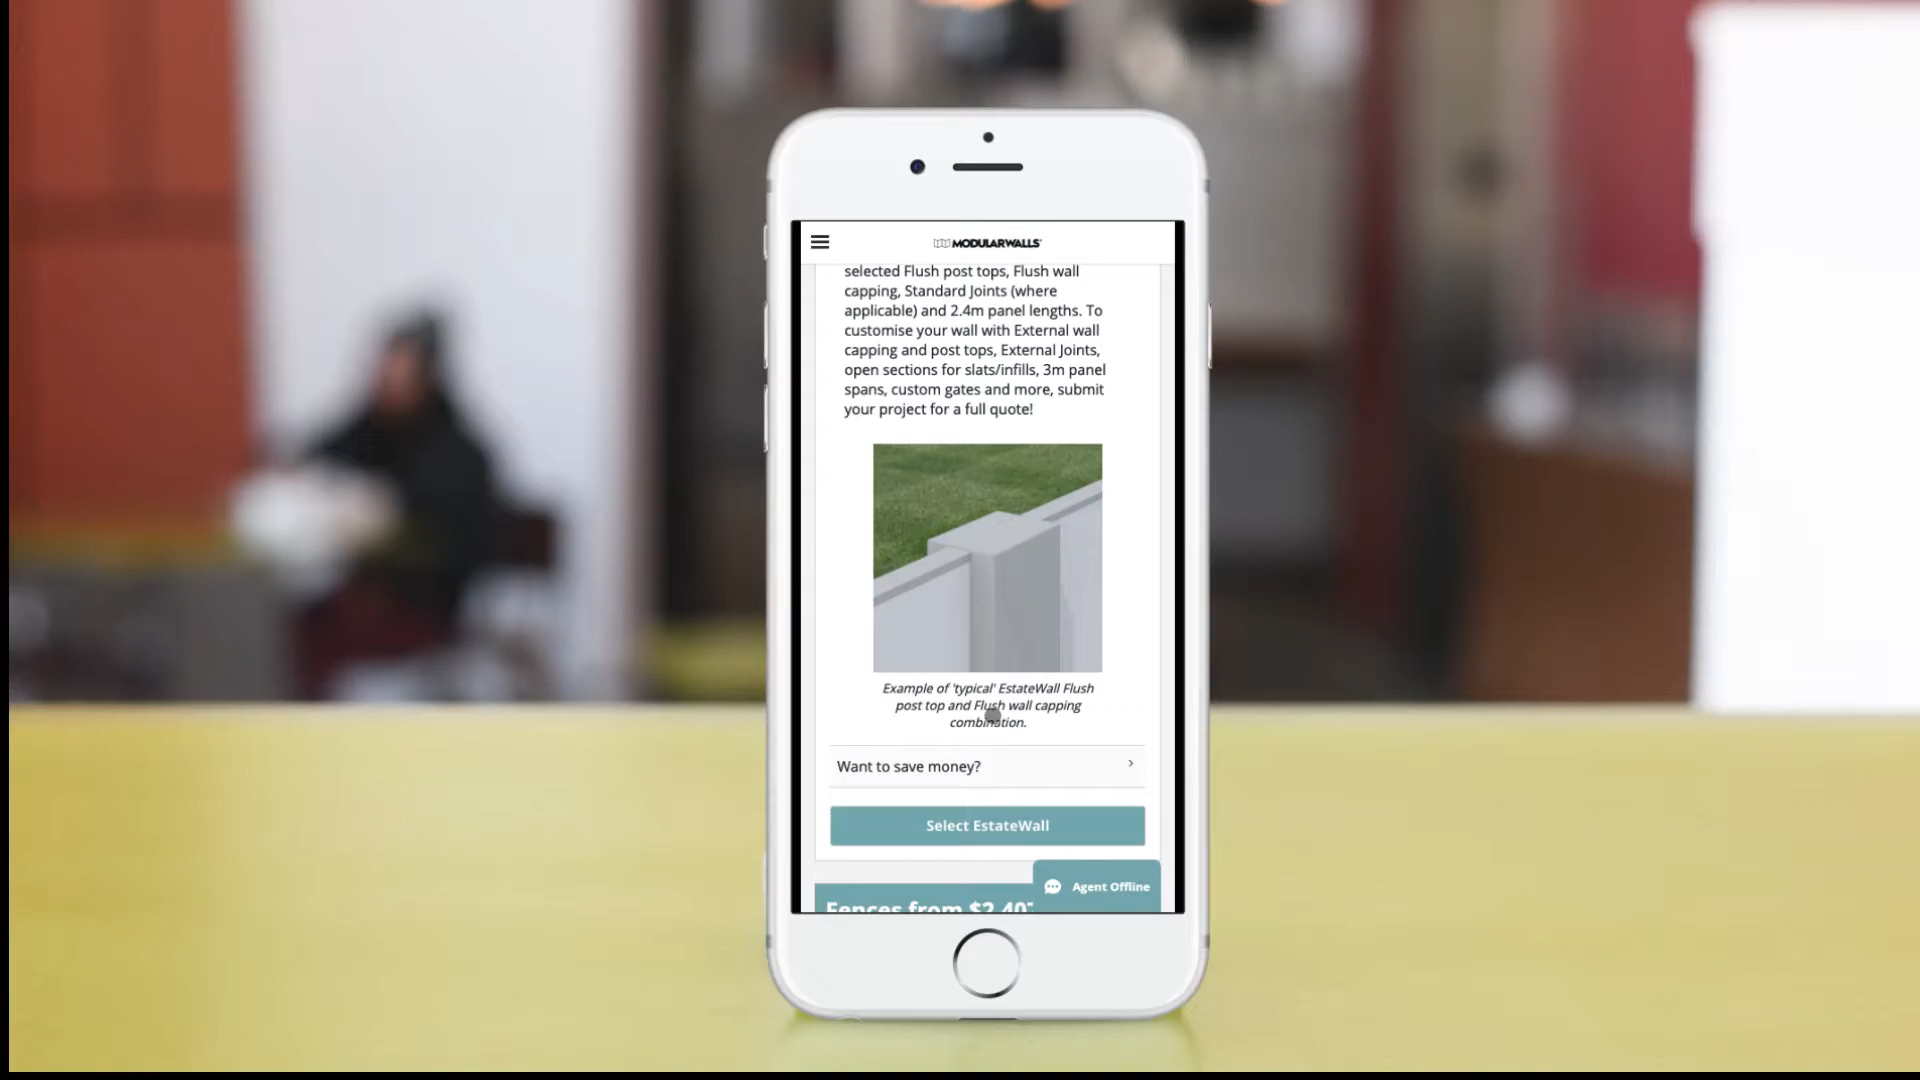 MODULARWALLS
selected Flush post tops, Flush wall
capping, Standard Joints (where
applicable) and 2.4m panel lengths. To
customise your wall with External wall
capping and post tops, External Joints,
open sections for slats/infills, 3m panel
spans, custom gates and more, submit
your project for a full quote!
Example of 'typical' EstateWall Flush
post top and Flush wall capping
combination.
Want to save money?
Select EstateWall
Agent Offline
Fences from